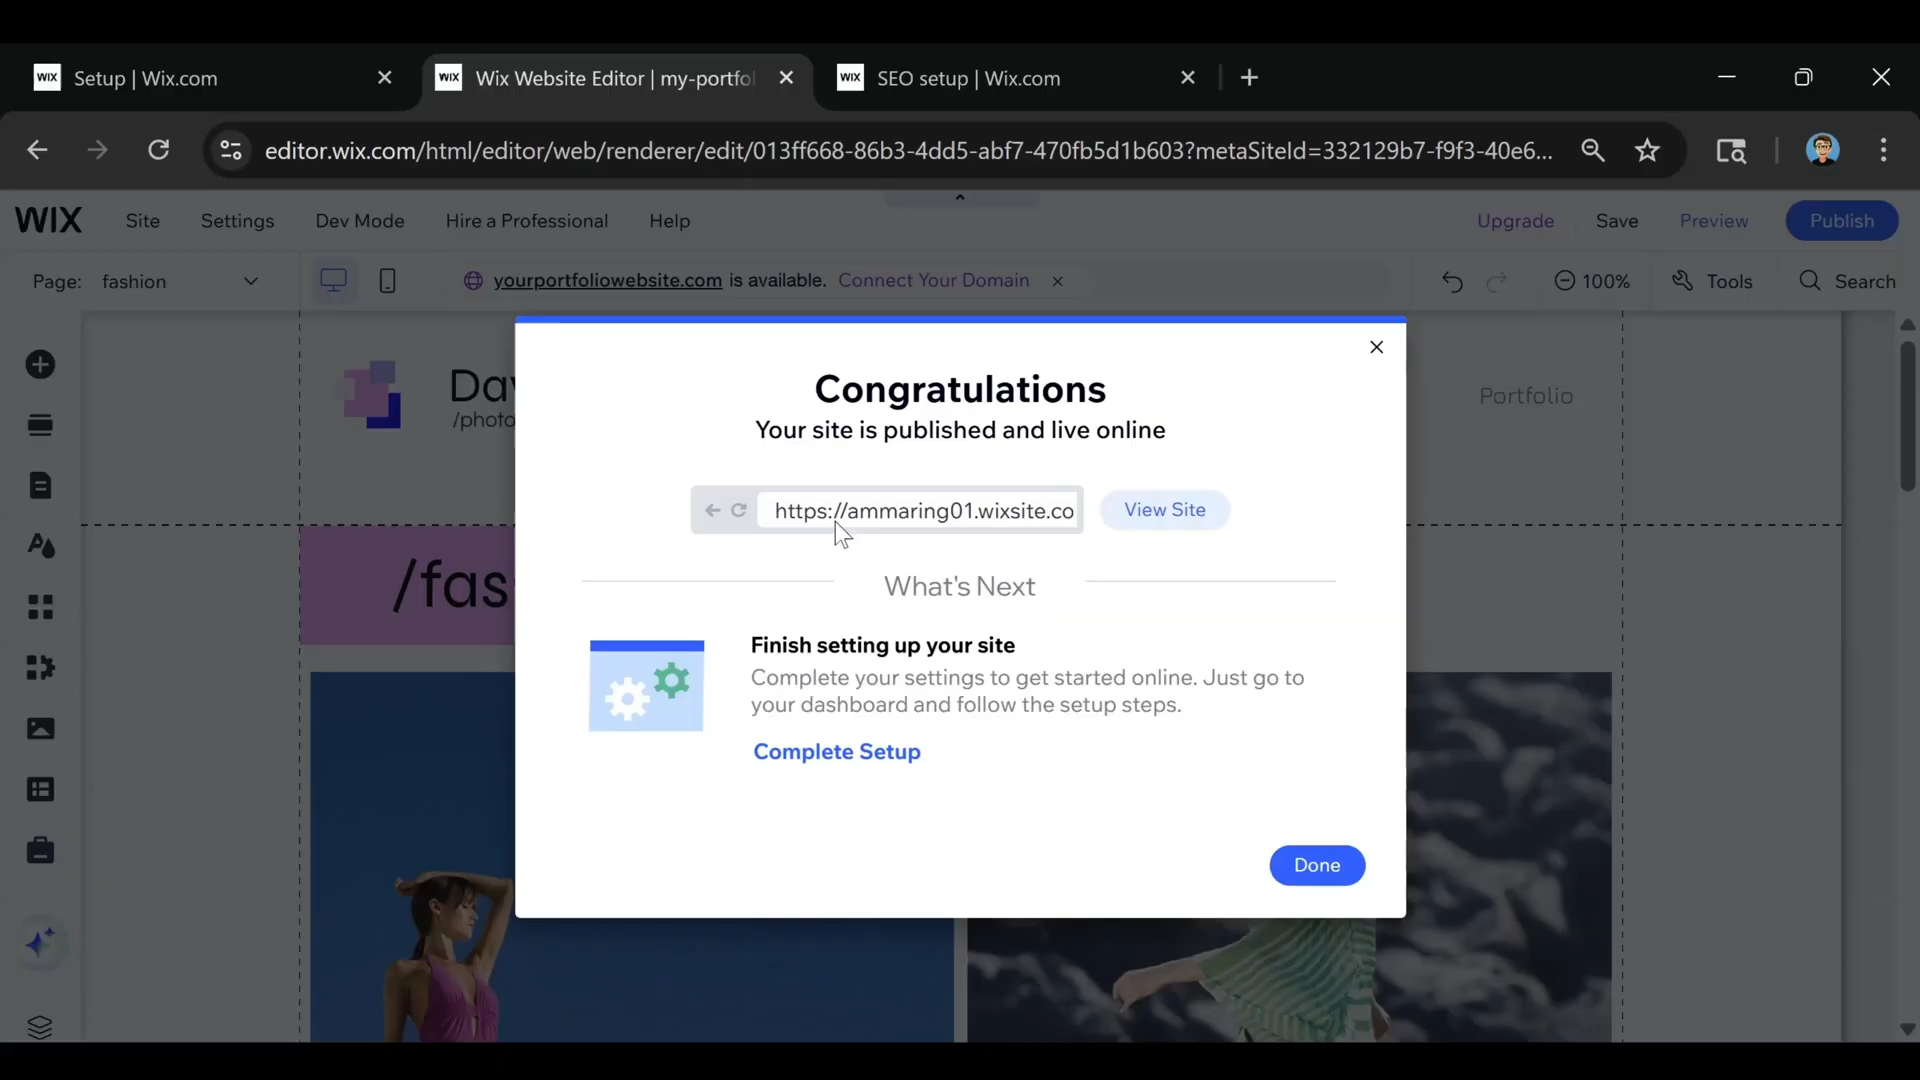 WIX Setup | Wix.com
WIX Wix Website Editor | my-portfo
WIX SEO setup | Wix.com
editor.wix.com/html/editor/web/renderer/edit/013ff668-86b3-4dd5-abf7-470fb5d1b603?metaSiteId=332129b7-f9f3-40e6...
WIX Site Settings Dev Mode Hire a Professional Help Upgrade Save Preview Publish
Page: fashion yourportfoliowebsite.com is available. Connect Your Domain 100% Tools Search
Dav
/photo
Portfolio
/fas
Congratulations
Your site is published and live online
https://ammaring01.wixsite.co View Site
What's Next
Finish setting up your site
Complete your settings to get started online. Just go to
your dashboard and follow the setup steps.
Complete Setup
Done